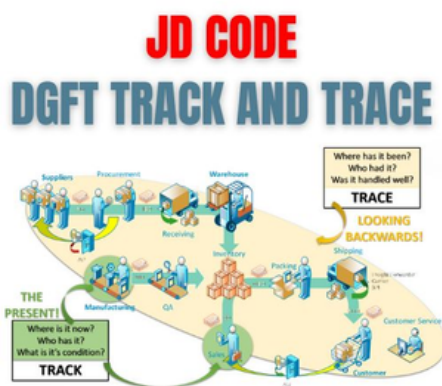 JD CODE
DGFT TRACK AND TRACE
Suppliers
Procurement
Warehouse
Where has it been?
Who had it?
Was it handled well?
TRACE
LOOKING
BACKWARDS!
Receiving
Inventory
Packing
Shipping
THE
PRESENT!
Manufacturing
QA
Customer Service
Where is it now?
Who has it?
What is it's condition?
TRACK
Sales
Customer